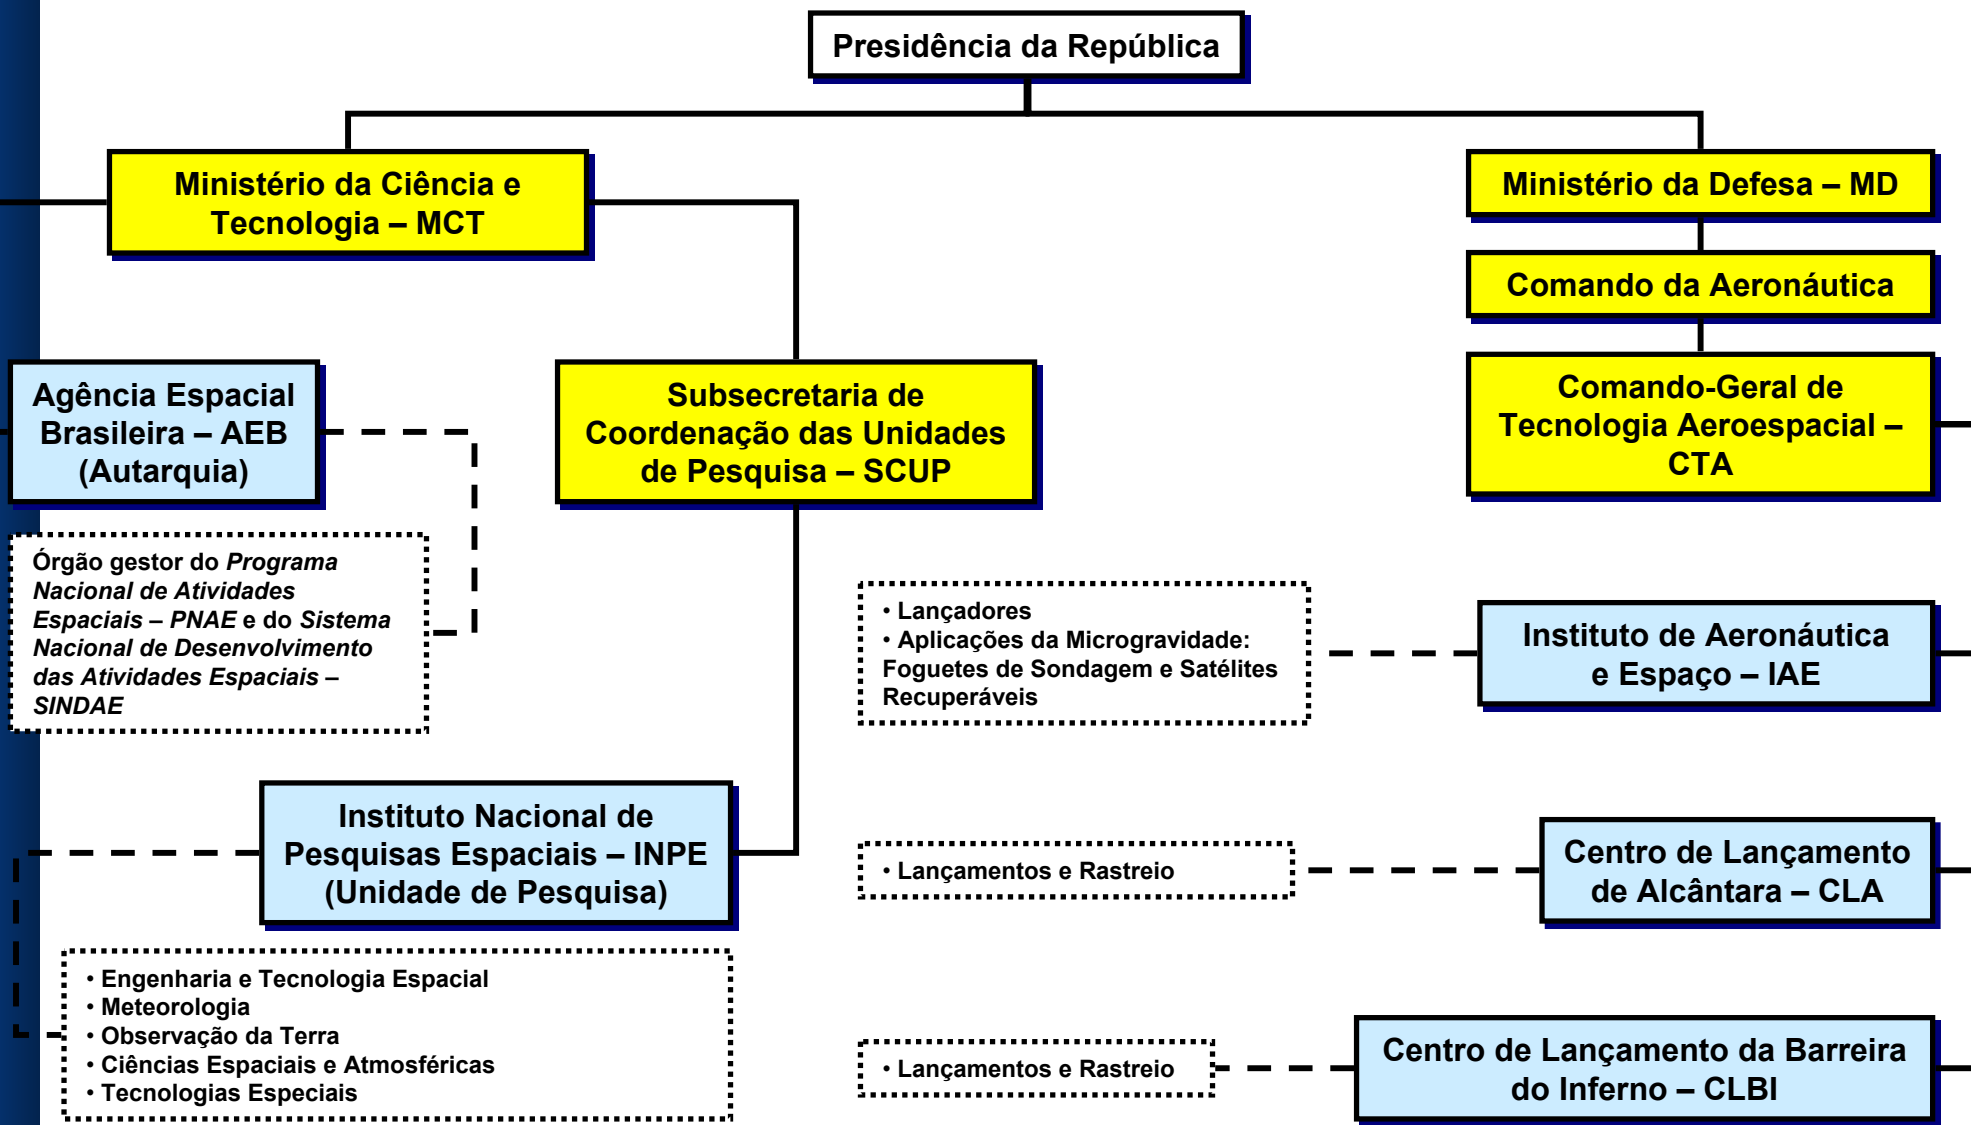 Presidência da República
Ministério da Ciência e
Tecnologia – MCT
Ministério da Defesa – MD
Comando da Aeronáutica
Agência Espacial
Brasileira – AEB
(Autarquia)
Subsecretaria de
Coordenação das Unidades
de Pesquisa – SCUP
Comando-Geral de
Tecnologia Aeroespacial –
CTA
Órgão gestor do Programa
Nacional de Atividades
Espaciais – PNAE e do Sistema
Nacional de Desenvolvimento
das Atividades Espaciais –
SINDAE
• Lançadores
• Aplicações da Microgravidade:
Foguetes de Sondagem e Satélites
Recuperáveis
Instituto de Aeronáutica
e Espaço – IAE
Instituto Nacional de
Pesquisas Espaciais – INPE
(Unidade de Pesquisa)
• Lançamentos e Rastreio
Centro de Lançamento
de Alcântara – CLA
• Engenharia e Tecnologia Espacial
• Meteorologia
• Observação da Terra
• Ciências Espaciais e Atmosféricas
• Tecnologias Especiais
• Lançamentos e Rastreio
Centro de Lançamento da Barreira
do Inferno – CLBI